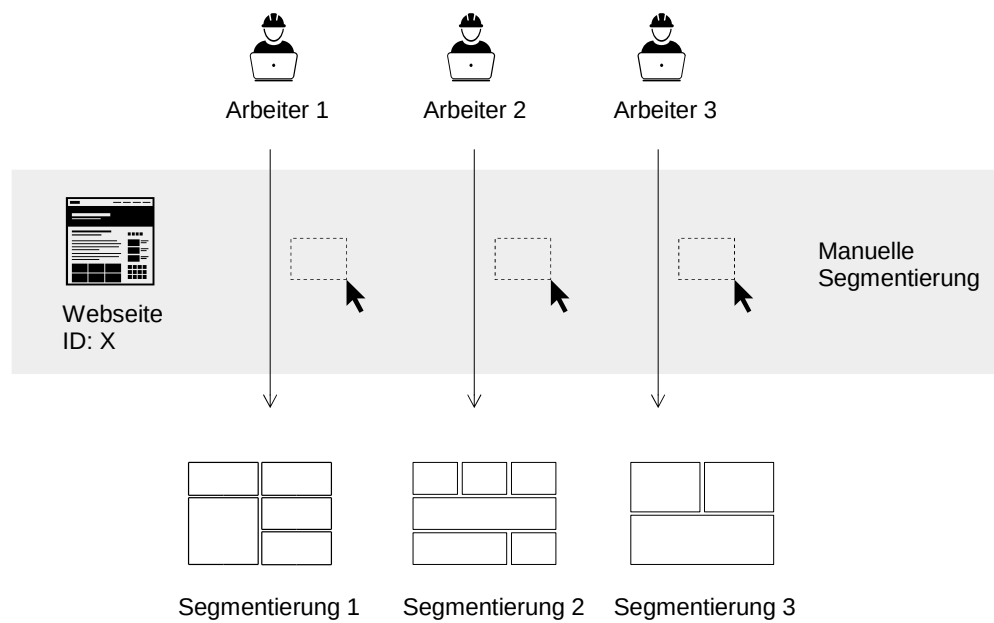 Arbeiter 1
Arbeiter 2
Arbeiter 3
Webseite
ID: X
Manuelle
Segmentierung
Segmentierung 1
Segmentierung 2
Segmentierung 3